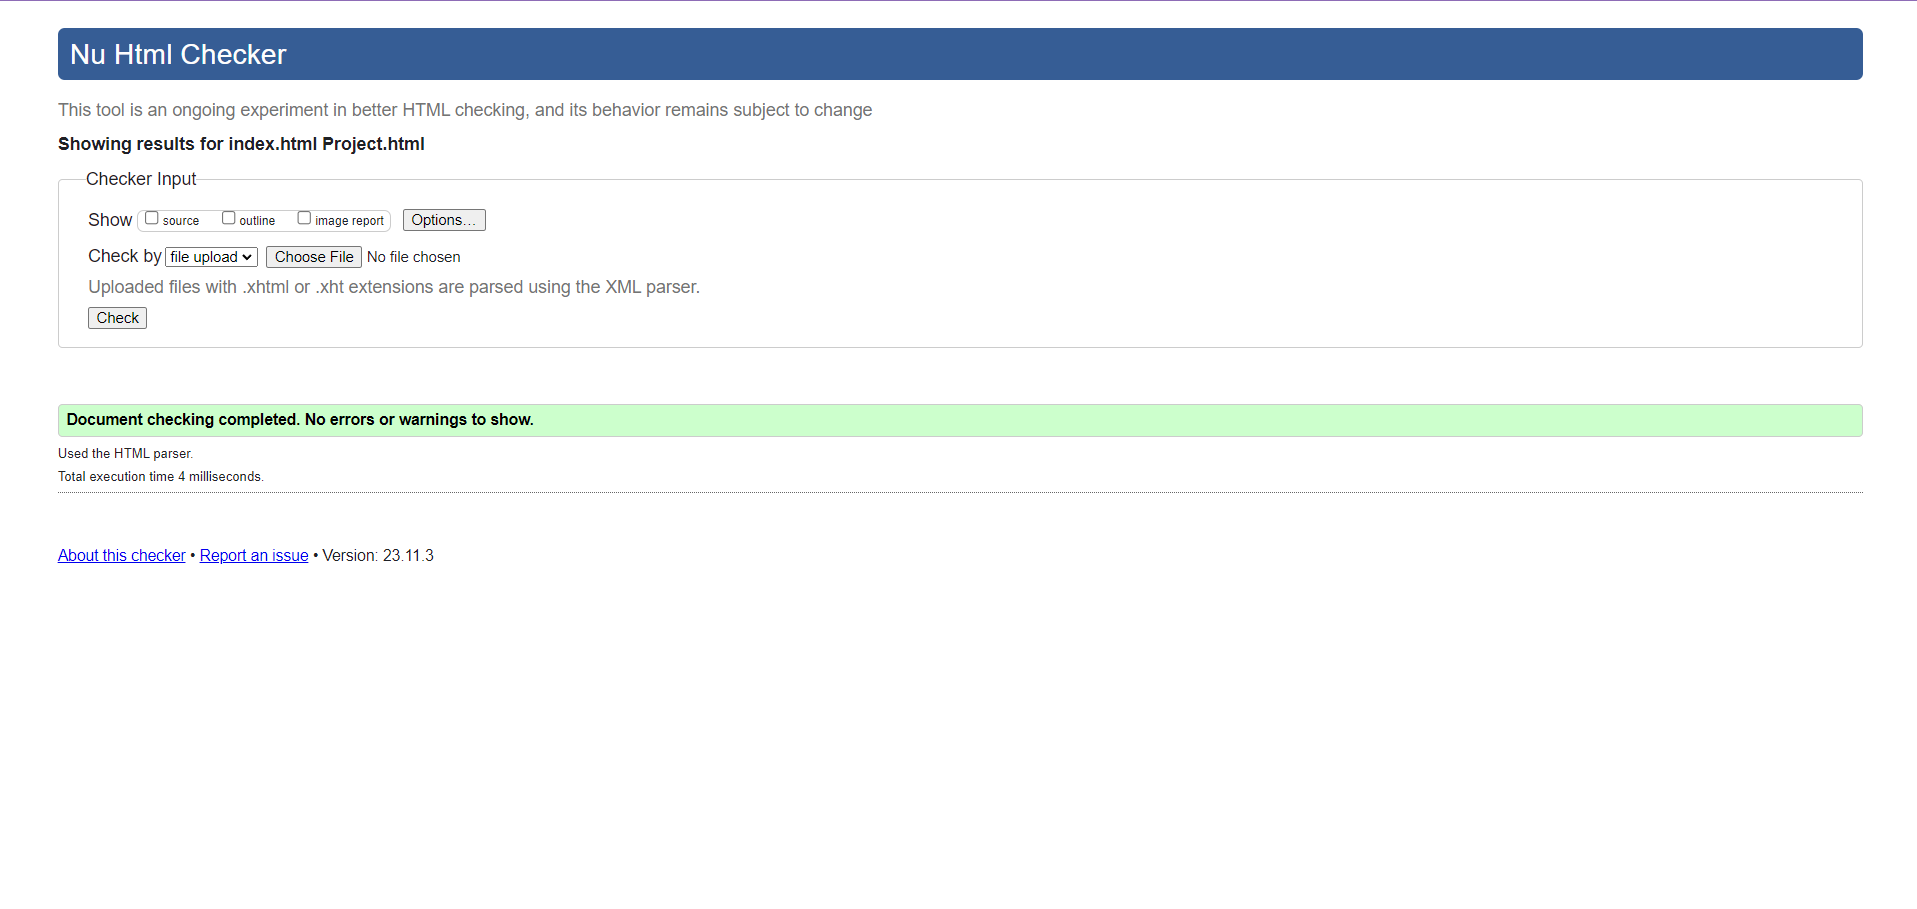 Nu Html Checker
This tool is an ongoing experiment in better HTML checking, and its behavior remains subject to change
Showing results for index.html Project.html
Checker Input
Show source outline image report Options...
Check by file upload Choose File No file chosen
Uploaded files with .xhtml or .xht extensions are parsed using the XML parser.
Check
Document checking completed. No errors or warnings to show.
Used the HTML parser.
Total execution time 4 milliseconds.
About this checker • Report an issue • Version: 23.11.3